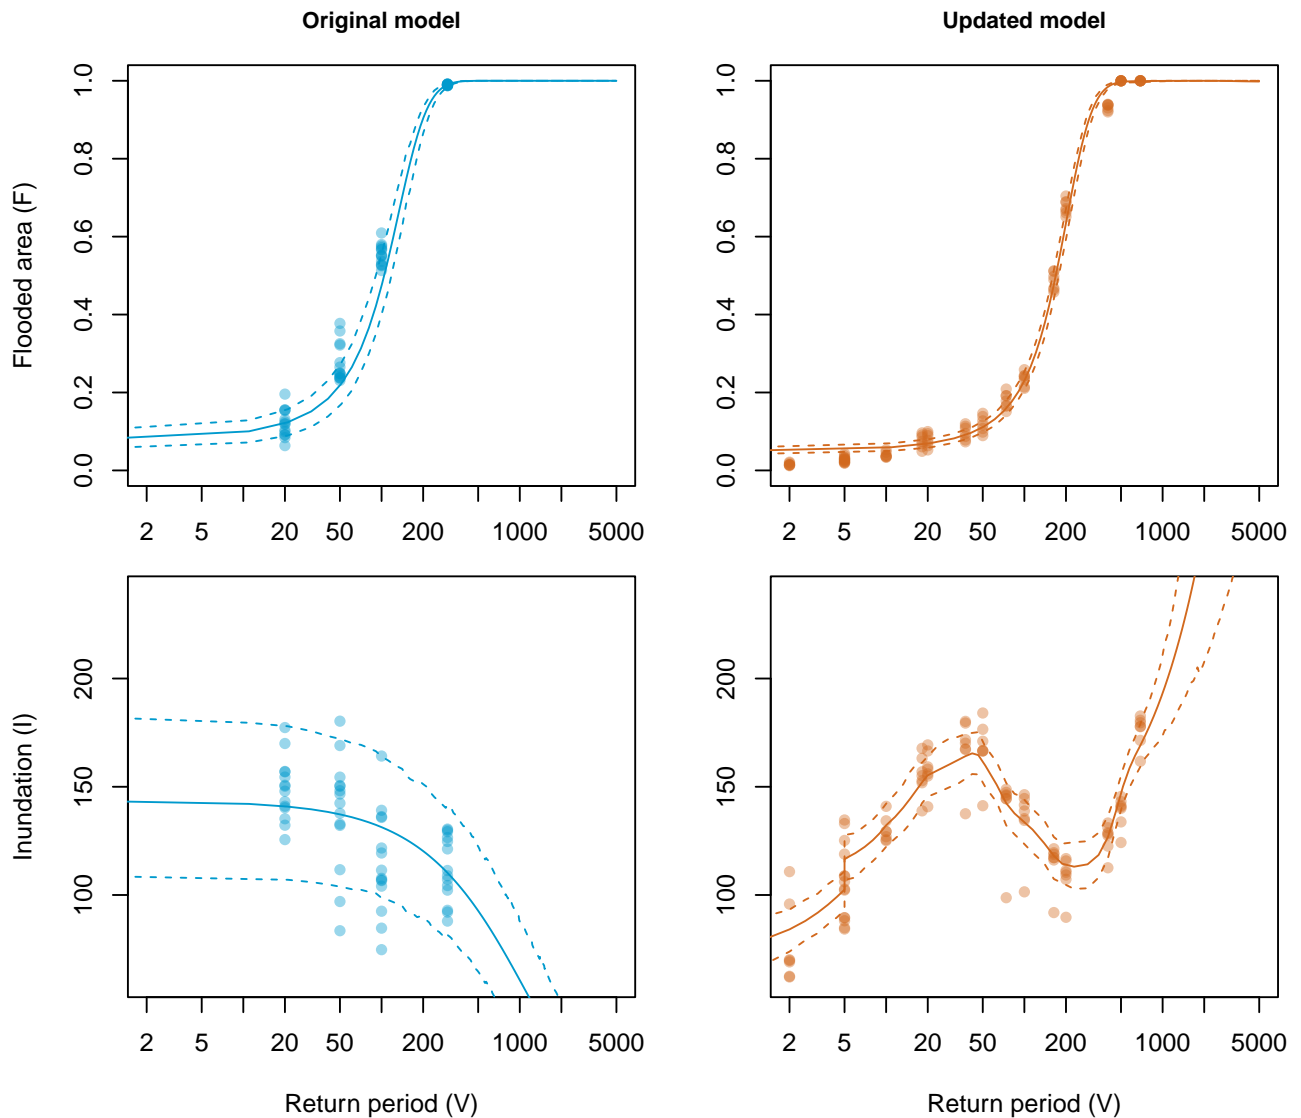 Original model
Updated model
Flooded area (F)
0.0 0.2 0.4 0.6 0.8 1.0
2 5 20 50 200 1000 5000
0.0 0.2 0.4 0.6 0.8 1.0
2 5 20 50 200 1000 5000
Inundation (I)
100 150 200
2 5 20 50 200 1000 5000
Return period (V)
100 150 200
2 5 20 50 200 1000 5000
Return period (V)